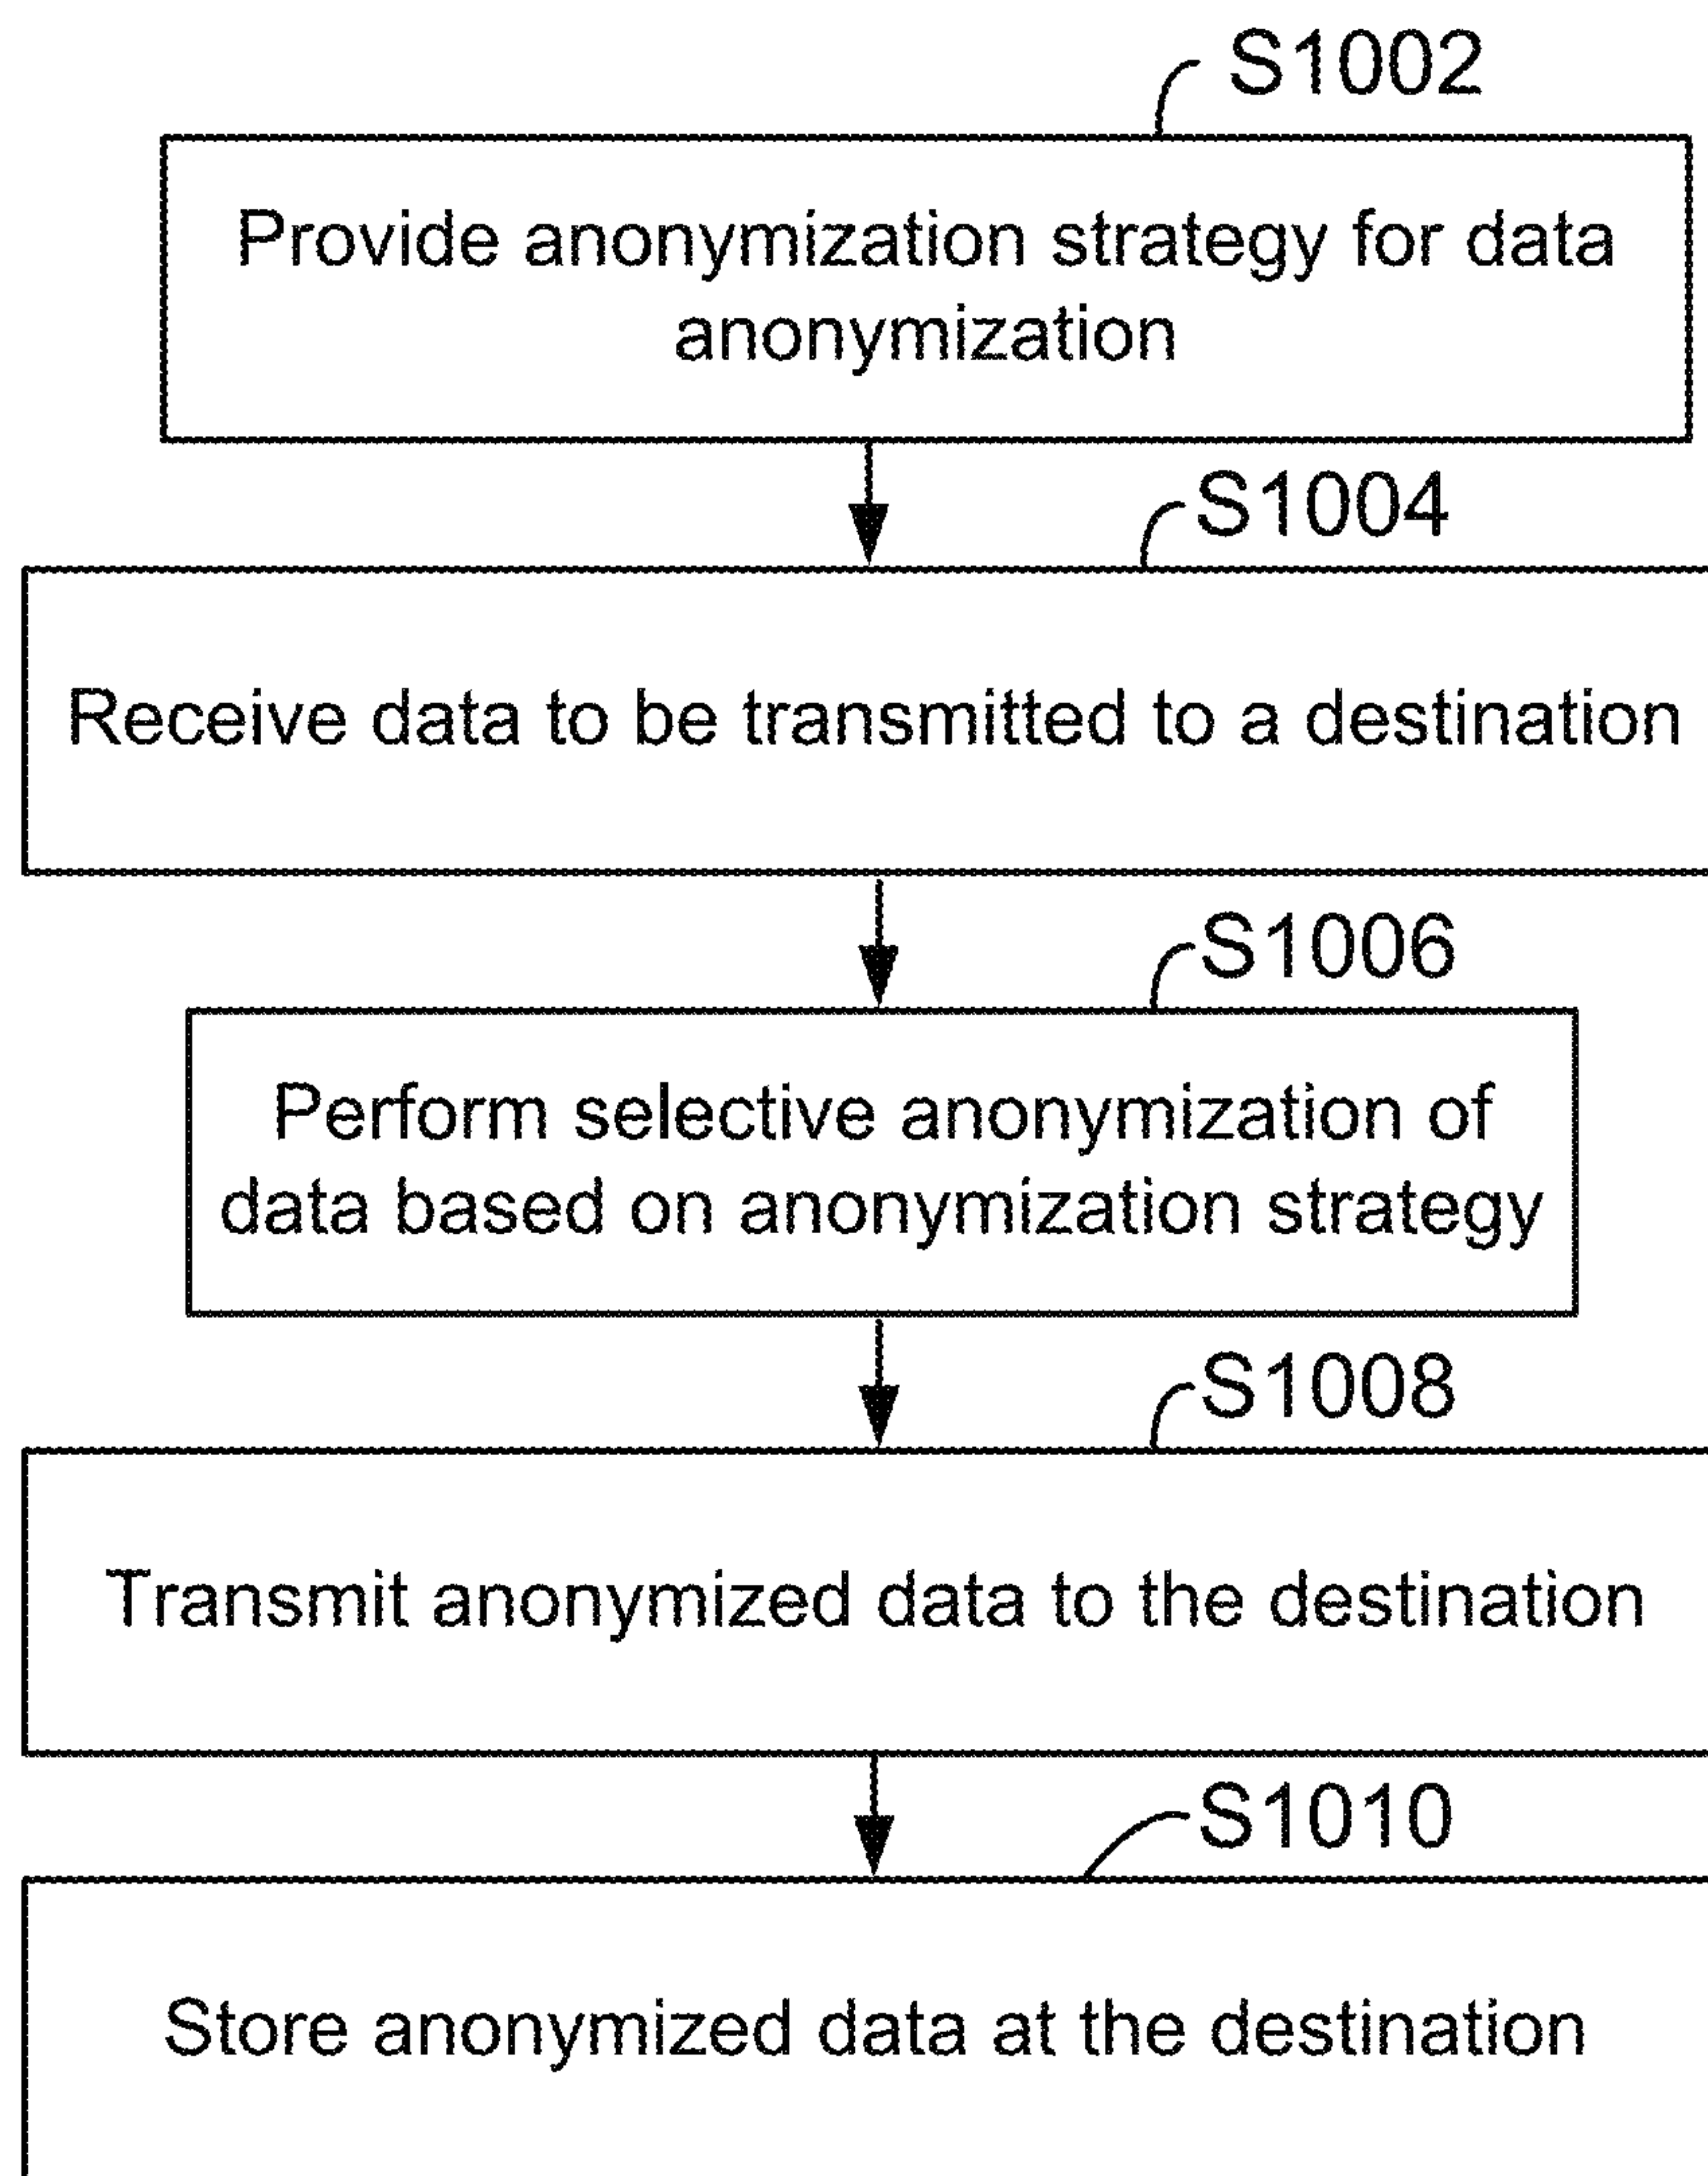 S1002
Provide anonymization strategy for data
anonymization
S1004
Receive data to be transmitted to a destination
S1006
Perform selective anonymization of
data based on anonymization strategy
S1008
Transmit anonymized data to the destination
S1010
Store anonymized data at the destination